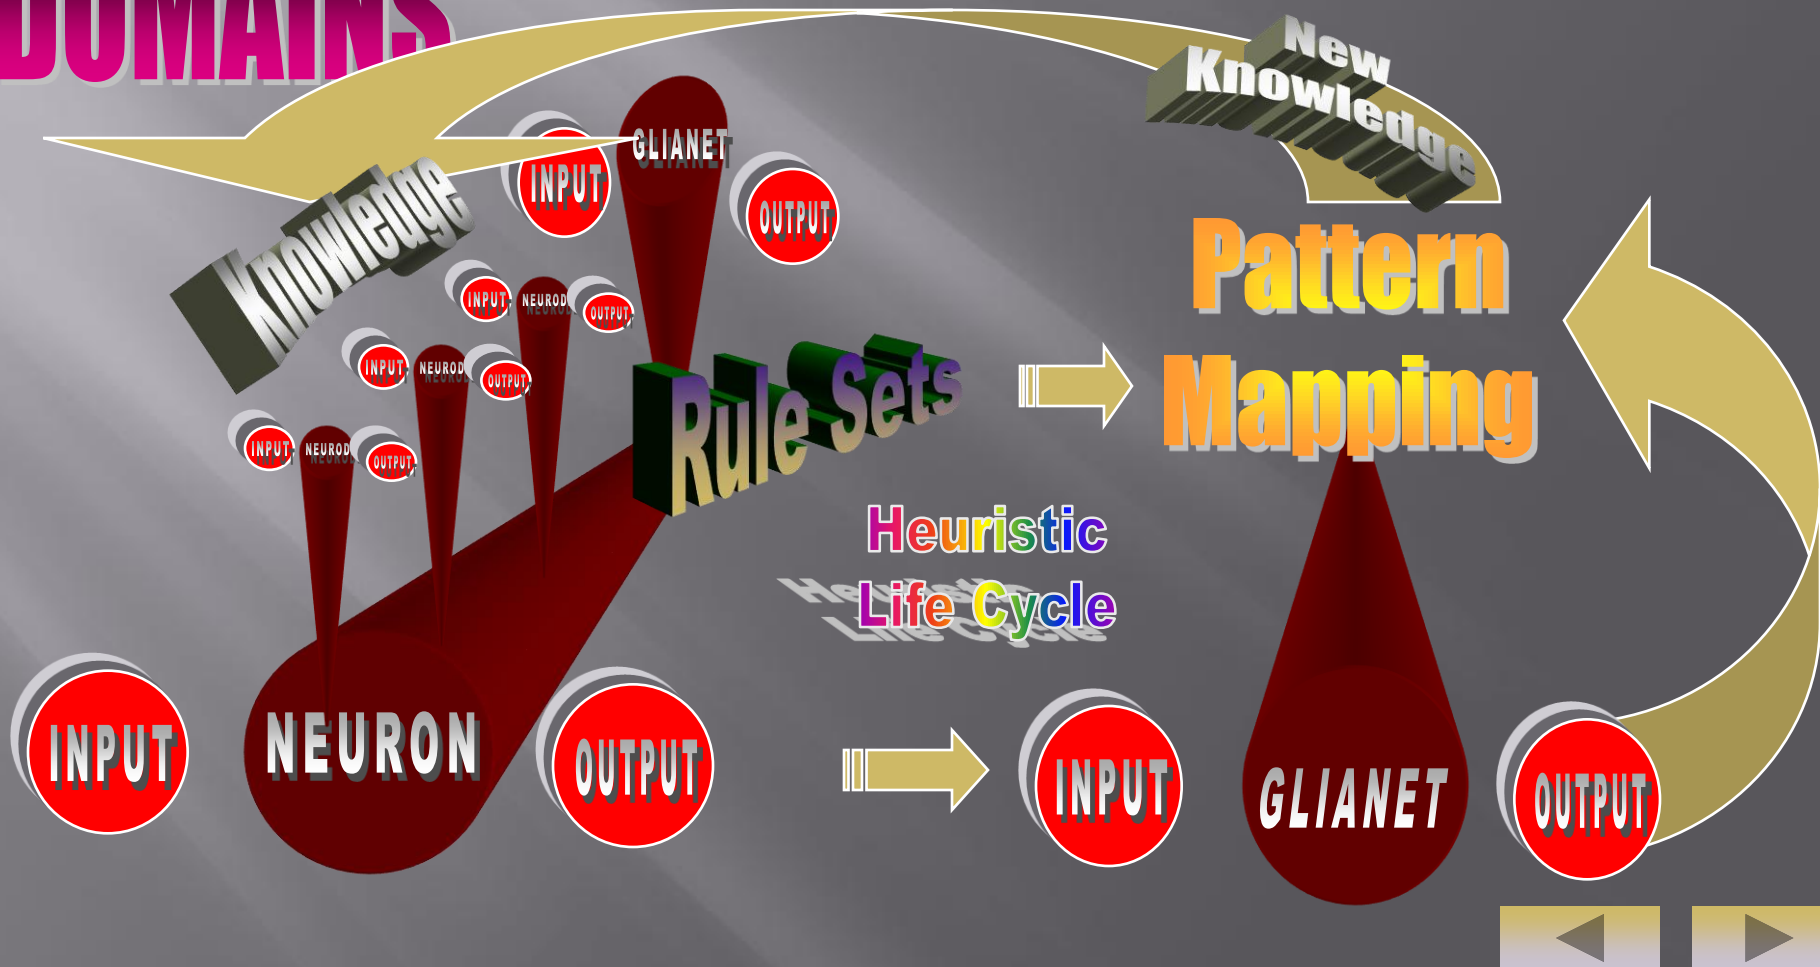 DOMAINS
New
Knowledge
GLIANET
INPUT
OUTPUT
Knowledge
INPUT
NEUROD
OUTPUT
INPUT
NEUROD
OUTPUT
INPUT
NEUROD
OUTPUT
Rule Sets
Pattern
Mapping
Heuristic
Life Cycle
INPUT
NEURON
OUTPUT
INPUT
GLIANET
OUTPUT